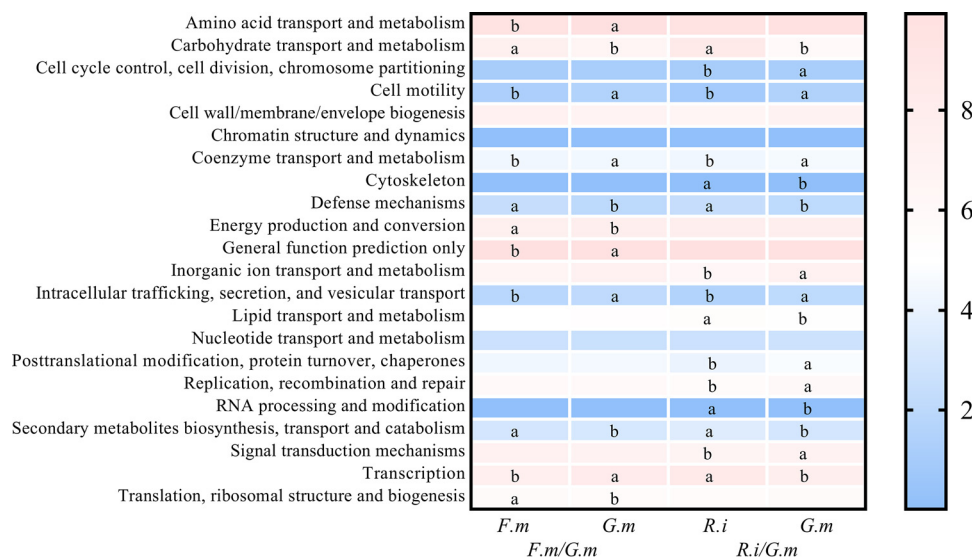 Amino acid transport and metabolism b a
Carbohydrate transport and metabolism a b a b
Cell cycle control, cell division, chromosome partitioning b a
Cell motility b a b a
Cell wall/membrane/envelope biogenesis
Chromatin structure and dynamics
Coenzyme transport and metabolism b a b a
Cytoskeleton a b
Defense mechanisms a b a b
Energy production and conversion a b
General function prediction only b a
Inorganic ion transport and metabolism b a
Intracellular trafficking, secretion, and vesicular transport b a b a
Lipid transport and metabolism a b
Nucleotide transport and metabolism
Posttranslational modification, protein turnover, chaperones b a
Replication, recombination and repair b a
RNA processing and modification a b
Secondary metabolites biosynthesis, transport and catabolism a b a b
Signal transduction mechanisms b a
Transcription b a a b
Translation, ribosomal structure and biogenesis a b
F.m G.m R.i G.m
F.m/G.m R.i/G.m
8
6
4
2